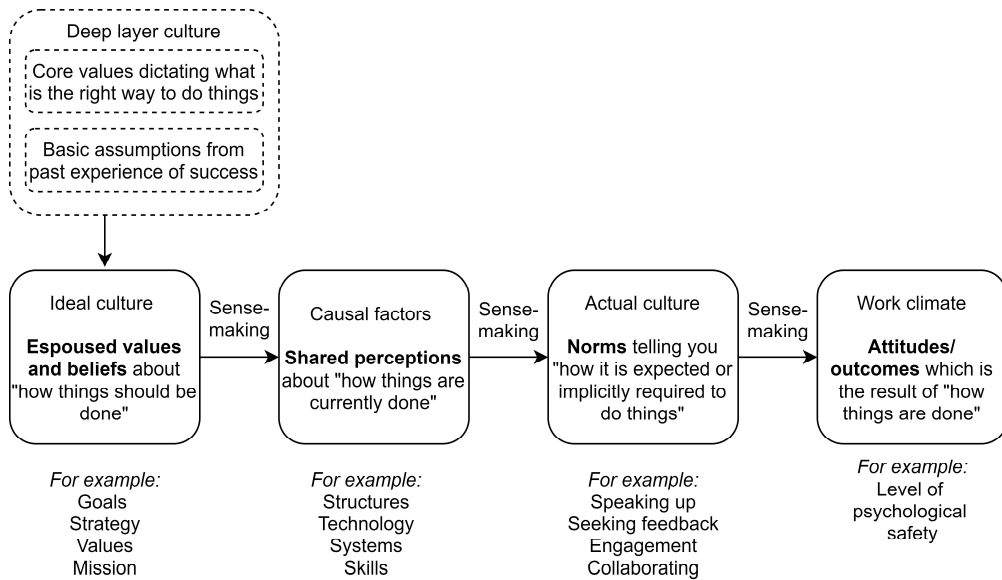 Deep layer culture
Core values dictating what
is the right way to do things
Basic assumptions from
past experience of success
Ideal culture
Espoused values
and beliefs about
"how things should be
done"
Sense-
making
Causal factors
Shared perceptions
about "how things are
currently done"
Sense-
making
Actual culture
Norms telling you
"how it is expected or
implicitly required to
do things"
Sense-
making
Work climate
Attitudes/
outcomes which is
the result of "how
things are done"
For example:
Goals
Strategy
Values
Mission
For example:
Structures
Technology
Systems
Skills
For example:
Speaking up
Seeking feedback
Engagement
Collaborating
For example:
Level of
psychological
safety